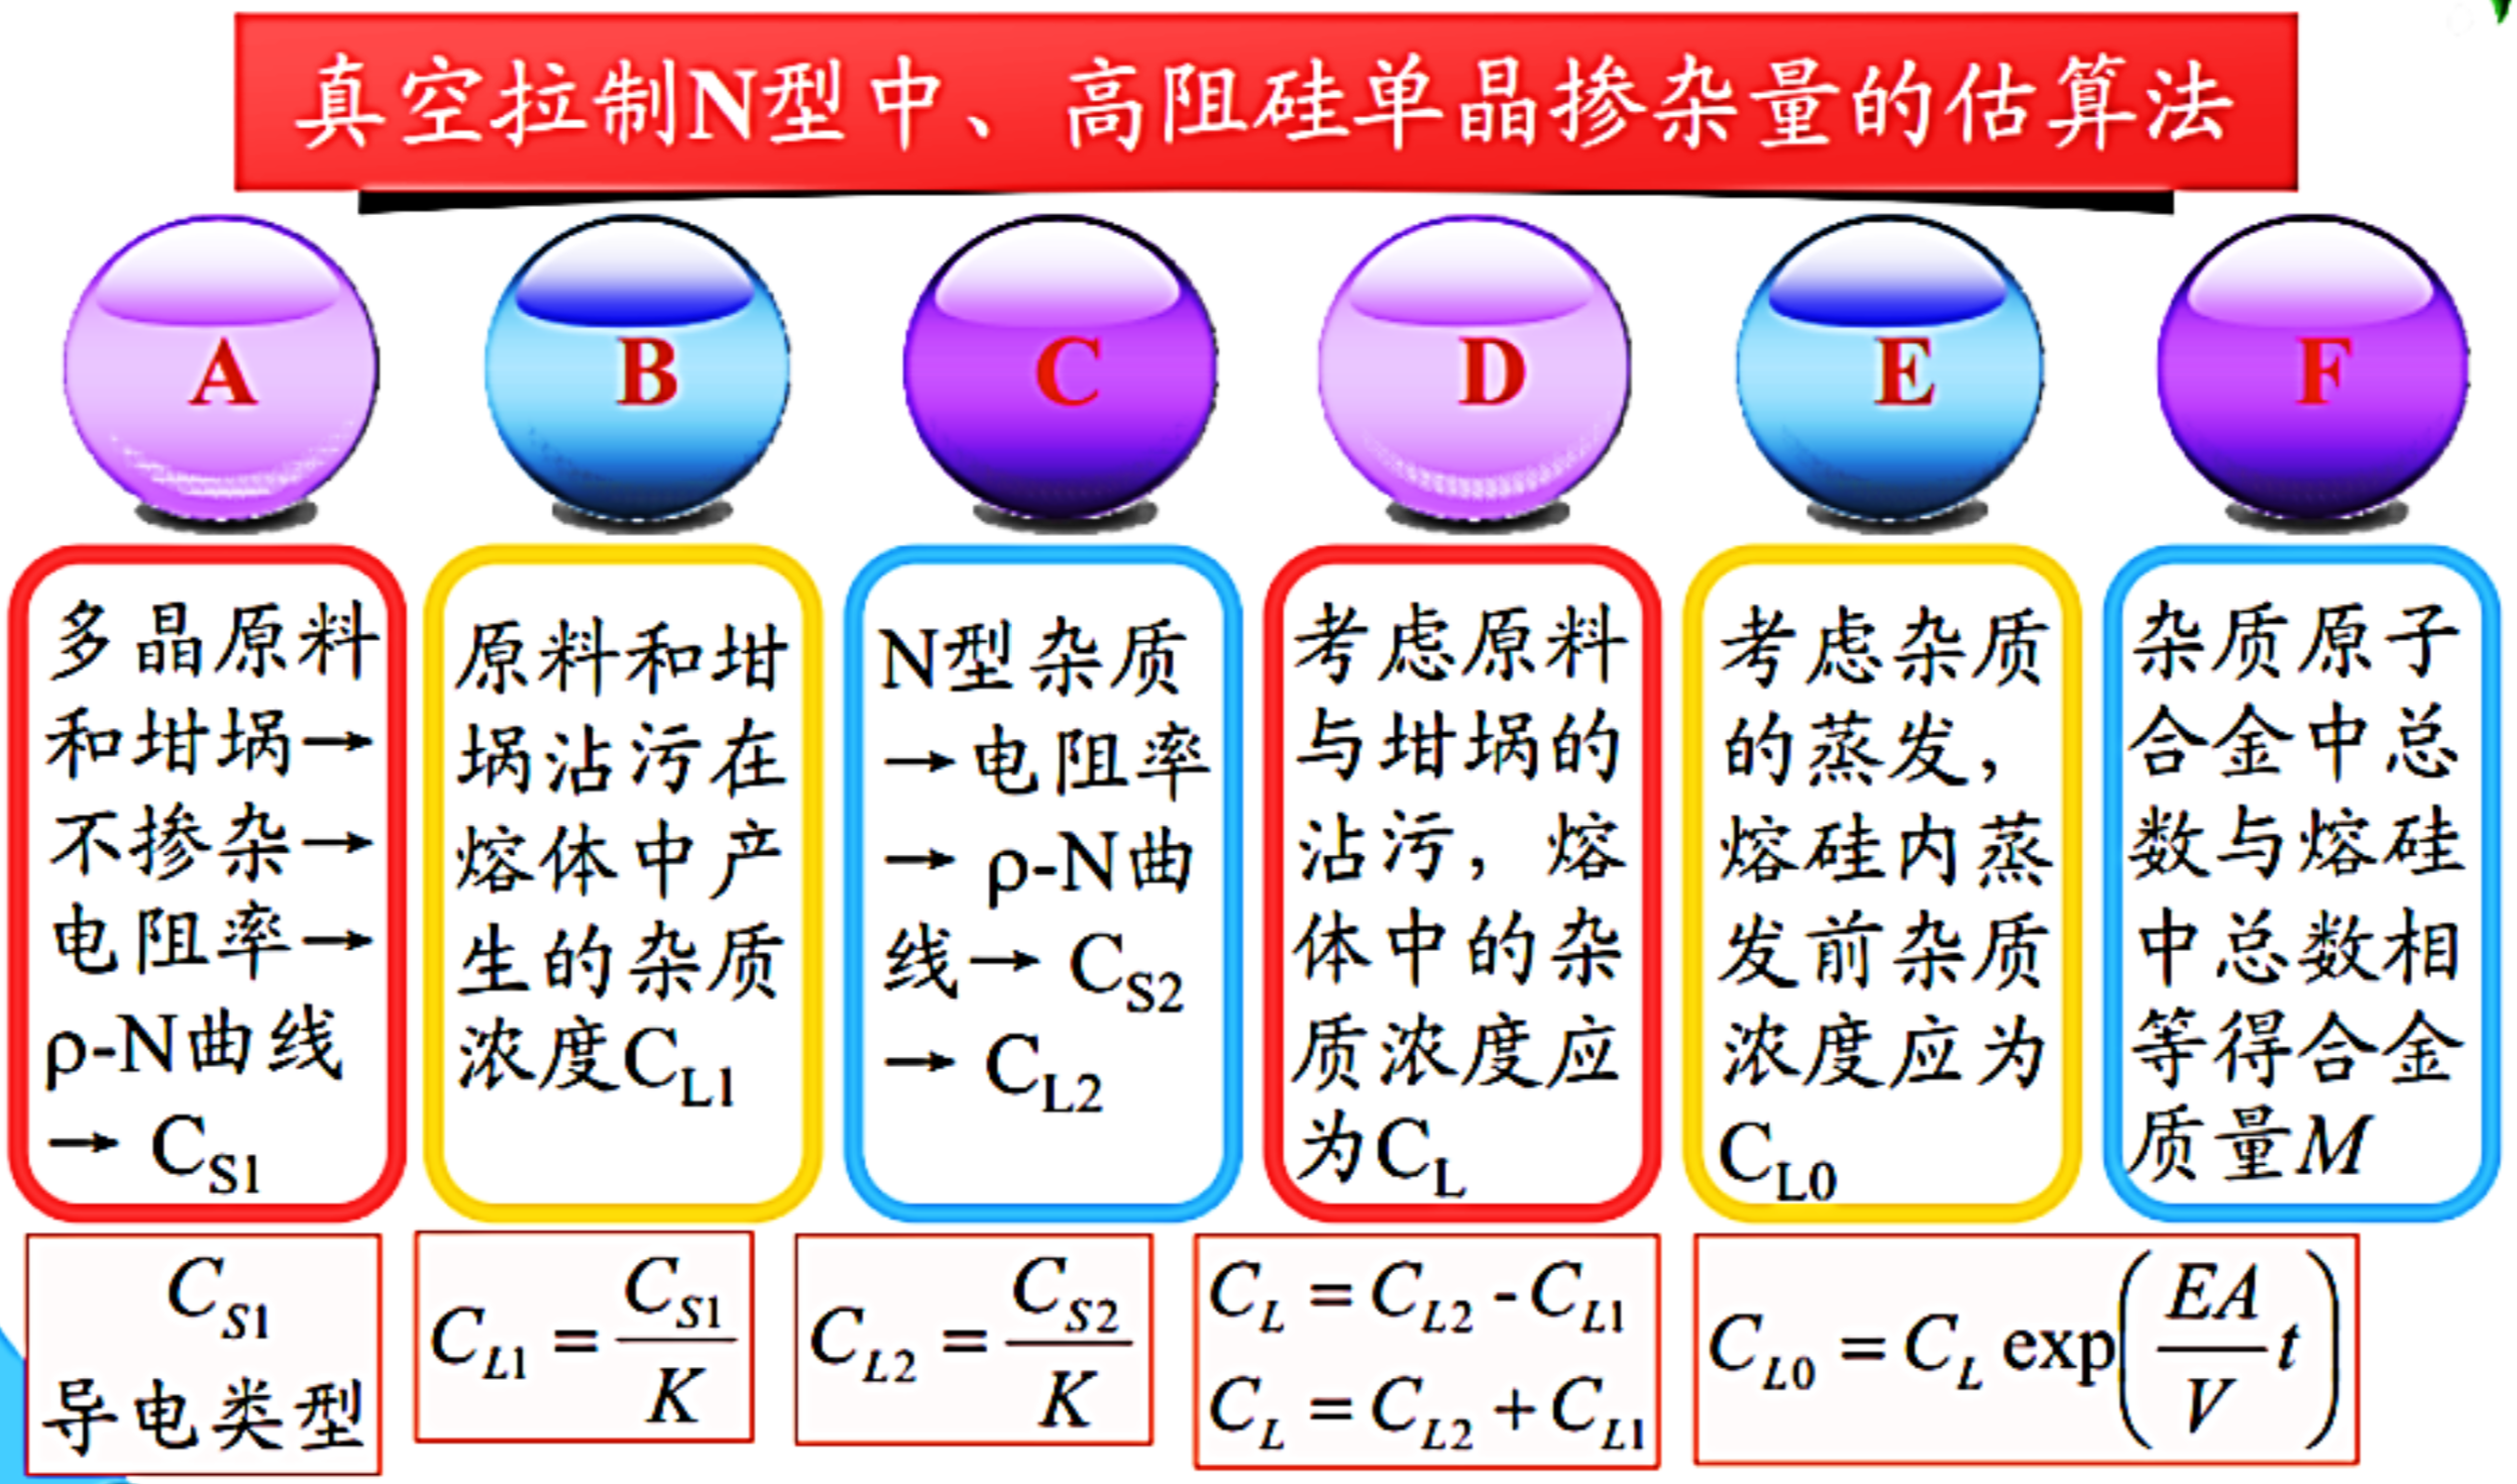 真空拉制N型中、高阻硅单晶掺杂量的估算法
A
B
C
D
E
F
多晶原料
和坩埚→
不掺杂→
电阻率→
ρ-N曲线
→ C_{S1}
原料和坩
埚沾污在
熔体中产
生的杂质
浓度C_{L1}
N型杂质
→电阻率
→ ρ-N曲
线→ C_{S2}
→ C_{L2}
考虑原料
与坩埚的
沾污，熔
体中的杂
质浓度应
为C_L
考虑杂质
的蒸发，
熔硅内蒸
发前杂质
浓度应为
C_{L0}
杂质原子
合金中总
数与熔硅
中总数相
等得合金
质量M
C_{S1}
导电类型
C_{L1} = \frac{C_{S1}}{K}
C_{L2} = \frac{C_{S2}}{K}
C_L = C_{L2} - C_{L1}
C_L = C_{L2} + C_{L1}
C_{L0} = C_L exp(\frac{EA}{V} t)